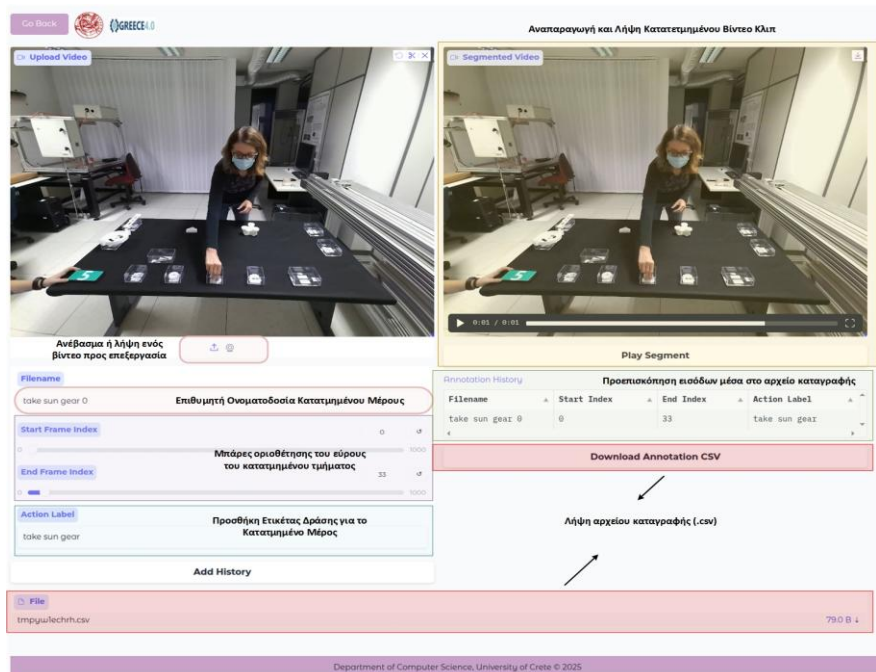 Go Back
GREECE4.0
Αναπαραγωγή και Λήψη Κατατετμημένου Βίντεο Κλιπ
Upload Video
Segmented Video
5
0:01 / 0:01
Ανέβασμα ή λήψη ενός
βίντεο προς επεξεργασία
Play Segment
Filename
take sun gear 0
Επιθυμητή Ονοματοδοσία Κατατμημένου Μέρους
Start Frame Index
0
0
1000
Μπάρες οριοθέτησης του εύρους
του κατατμημένου τμήματος
End Frame Index
33
0
1000
Action Label
take sun gear
Προσθήκη Ετικέτας Δράσης για το
Κατατμημένο Μέρος
Add History
Annotation History
Προεπισκόπηση εισόδων μέσα στο αρχείο καταγραφής
Filename Start Index End Index Action Label
take sun gear 0 0 33 take sun gear
Download Annotation CSV
Λήψη αρχείου καταγραφής (.csv)
File
tmpyw1echrh.csv
79.0 B ↓
Department of Computer Science, University of Crete © 2025